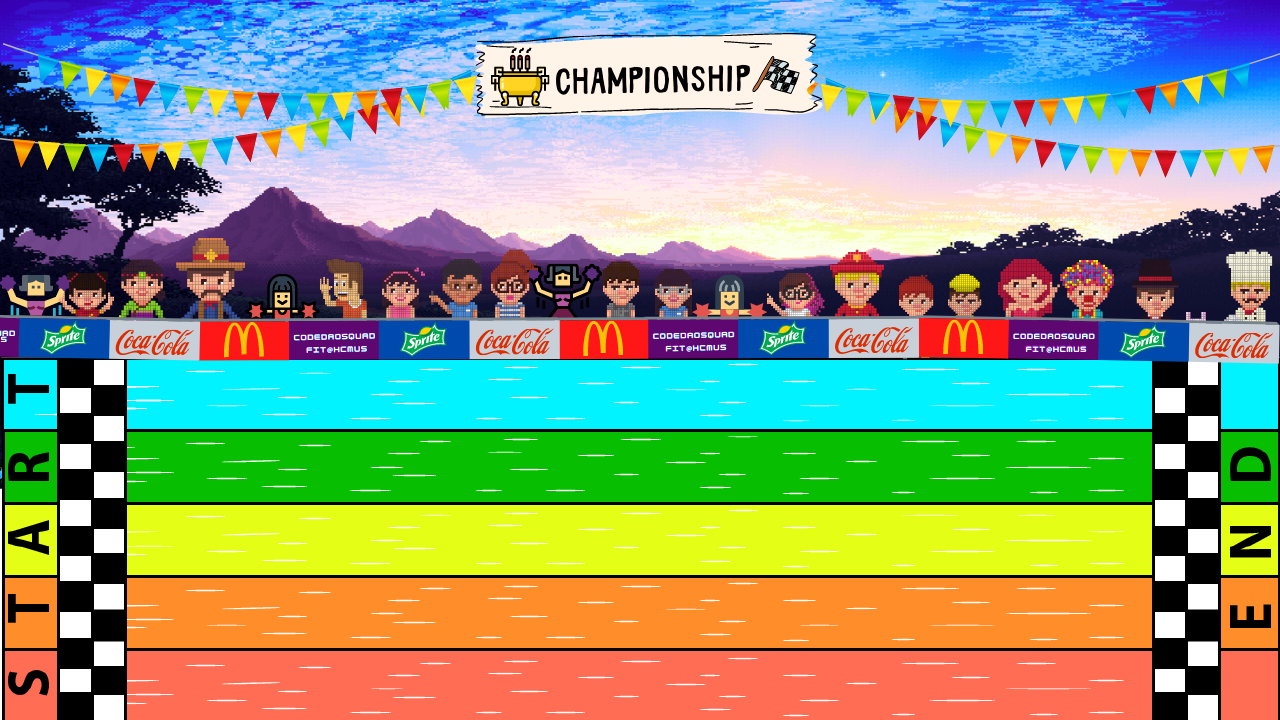 CHAMPIONSHIP
Sprite
Coca-Cola
CODEDAOSQUAD
FIT@HCMUS
Sprite
Coca-Cola
CODEDAOSQUAD
FIT@HCMUS
Sprite
Coca-Cola
CODEDAOSQUAD
FIT@HCMUS
Sprite
Coca-Cola
START
END